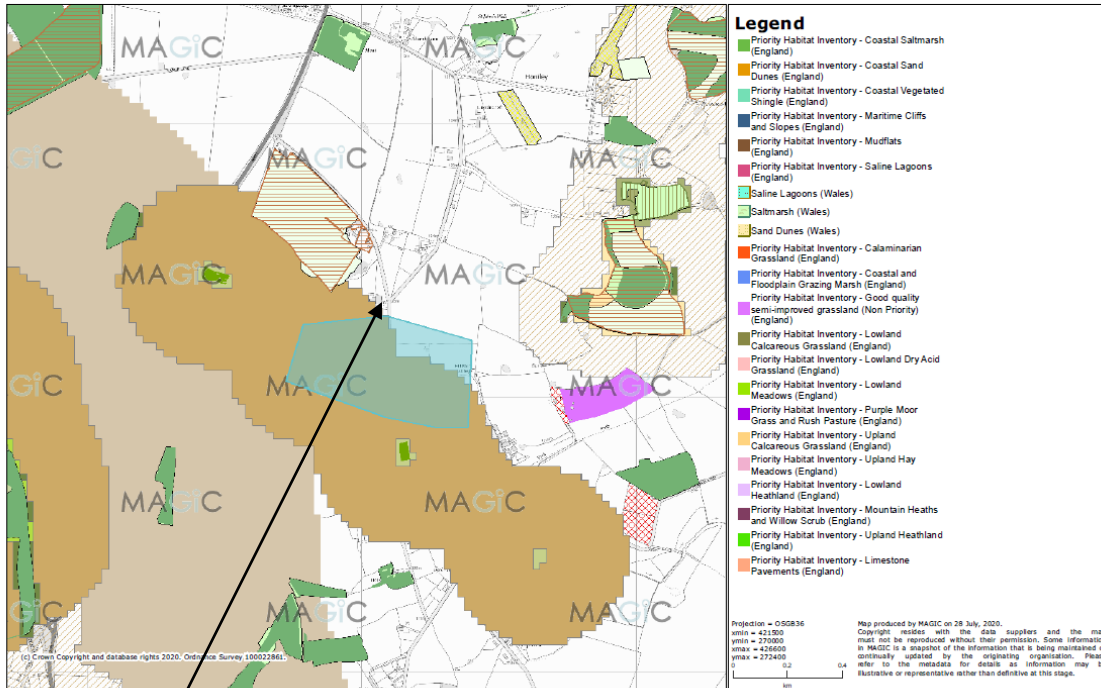 MAGiC
MAGiC
MAGiC
GiC
MAGiC
MAGiC
MAGiC
MAGiC
GiC
MAGiC
MAGiC
MAGiC
GiC
MAGiC
MAGiC
(c) Crown Copyright and database rights 2020. Ordnance Survey 100022861.
Legend
Priority Habitat Inventory - Coastal Saltmarsh
(England)
Priority Habitat Inventory - Coastal Sand
Dunes (England)
Priority Habitat Inventory - Coastal Vegetated
Shingle (England)
Priority Habitat Inventory - Maritime Cliffs
and Slopes (England)
Priority Habitat Inventory - Mudflats
(England)
Priority Habitat Inventory - Saline Lagoons
(England)
Saline Lagoons (Wales)
Saltmarsh (Wales)
Sand Dunes (Wales)
Priority Habitat Inventory - Calaminarian
Grassland (England)
Priority Habitat Inventory - Coastal and
Floodplain Grazing Marsh (England)
Priority Habitat Inventory - Good quality
semi-improved grassland (Non Priority)
(England)
Priority Habitat Inventory - Lowland
Calcareous Grassland (England)
Priority Habitat Inventory - Lowland Dry Acid
Grassland (England)
Priority Habitat Inventory - Lowland
Meadows (England)
Priority Habitat Inventory - Purple Moor
Grass and Rush Pasture (England)
Priority Habitat Inventory - Upland
Calcareous Grassland (England)
Priority Habitat Inventory - Upland Hay
Meadows (England)
Priority Habitat Inventory - Lowland
Heathland (England)
Priority Habitat Inventory - Mountain Heaths
and Willow Scrub (England)
Priority Habitat Inventory - Upland Heathland
(England)
Priority Habitat Inventory - Limestone
Pavements (England)
Projection = OSGB36
xmin = 421500
ymin = 270000
xmax = 426600
ymax = 272400
0 0.2 0.4
km
Map produced by MAGIC on 28 July, 2020.
Copyright resides with the data suppliers and the ma
must not be reproduced without their permission. Some informatio
in MAGIC is a snapshot of the information that is being maintained o
continually updated by the originating organisation. Pleas
refer to the metadata for details as information may b
illustrative or representative rather than definitive at this stage.